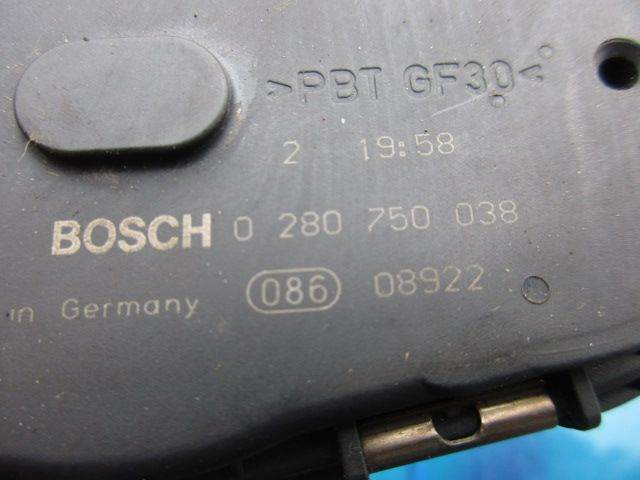 >PBT GF30<
2 19:58
BOSCH 0 280 750 038
in Germany 086 08922